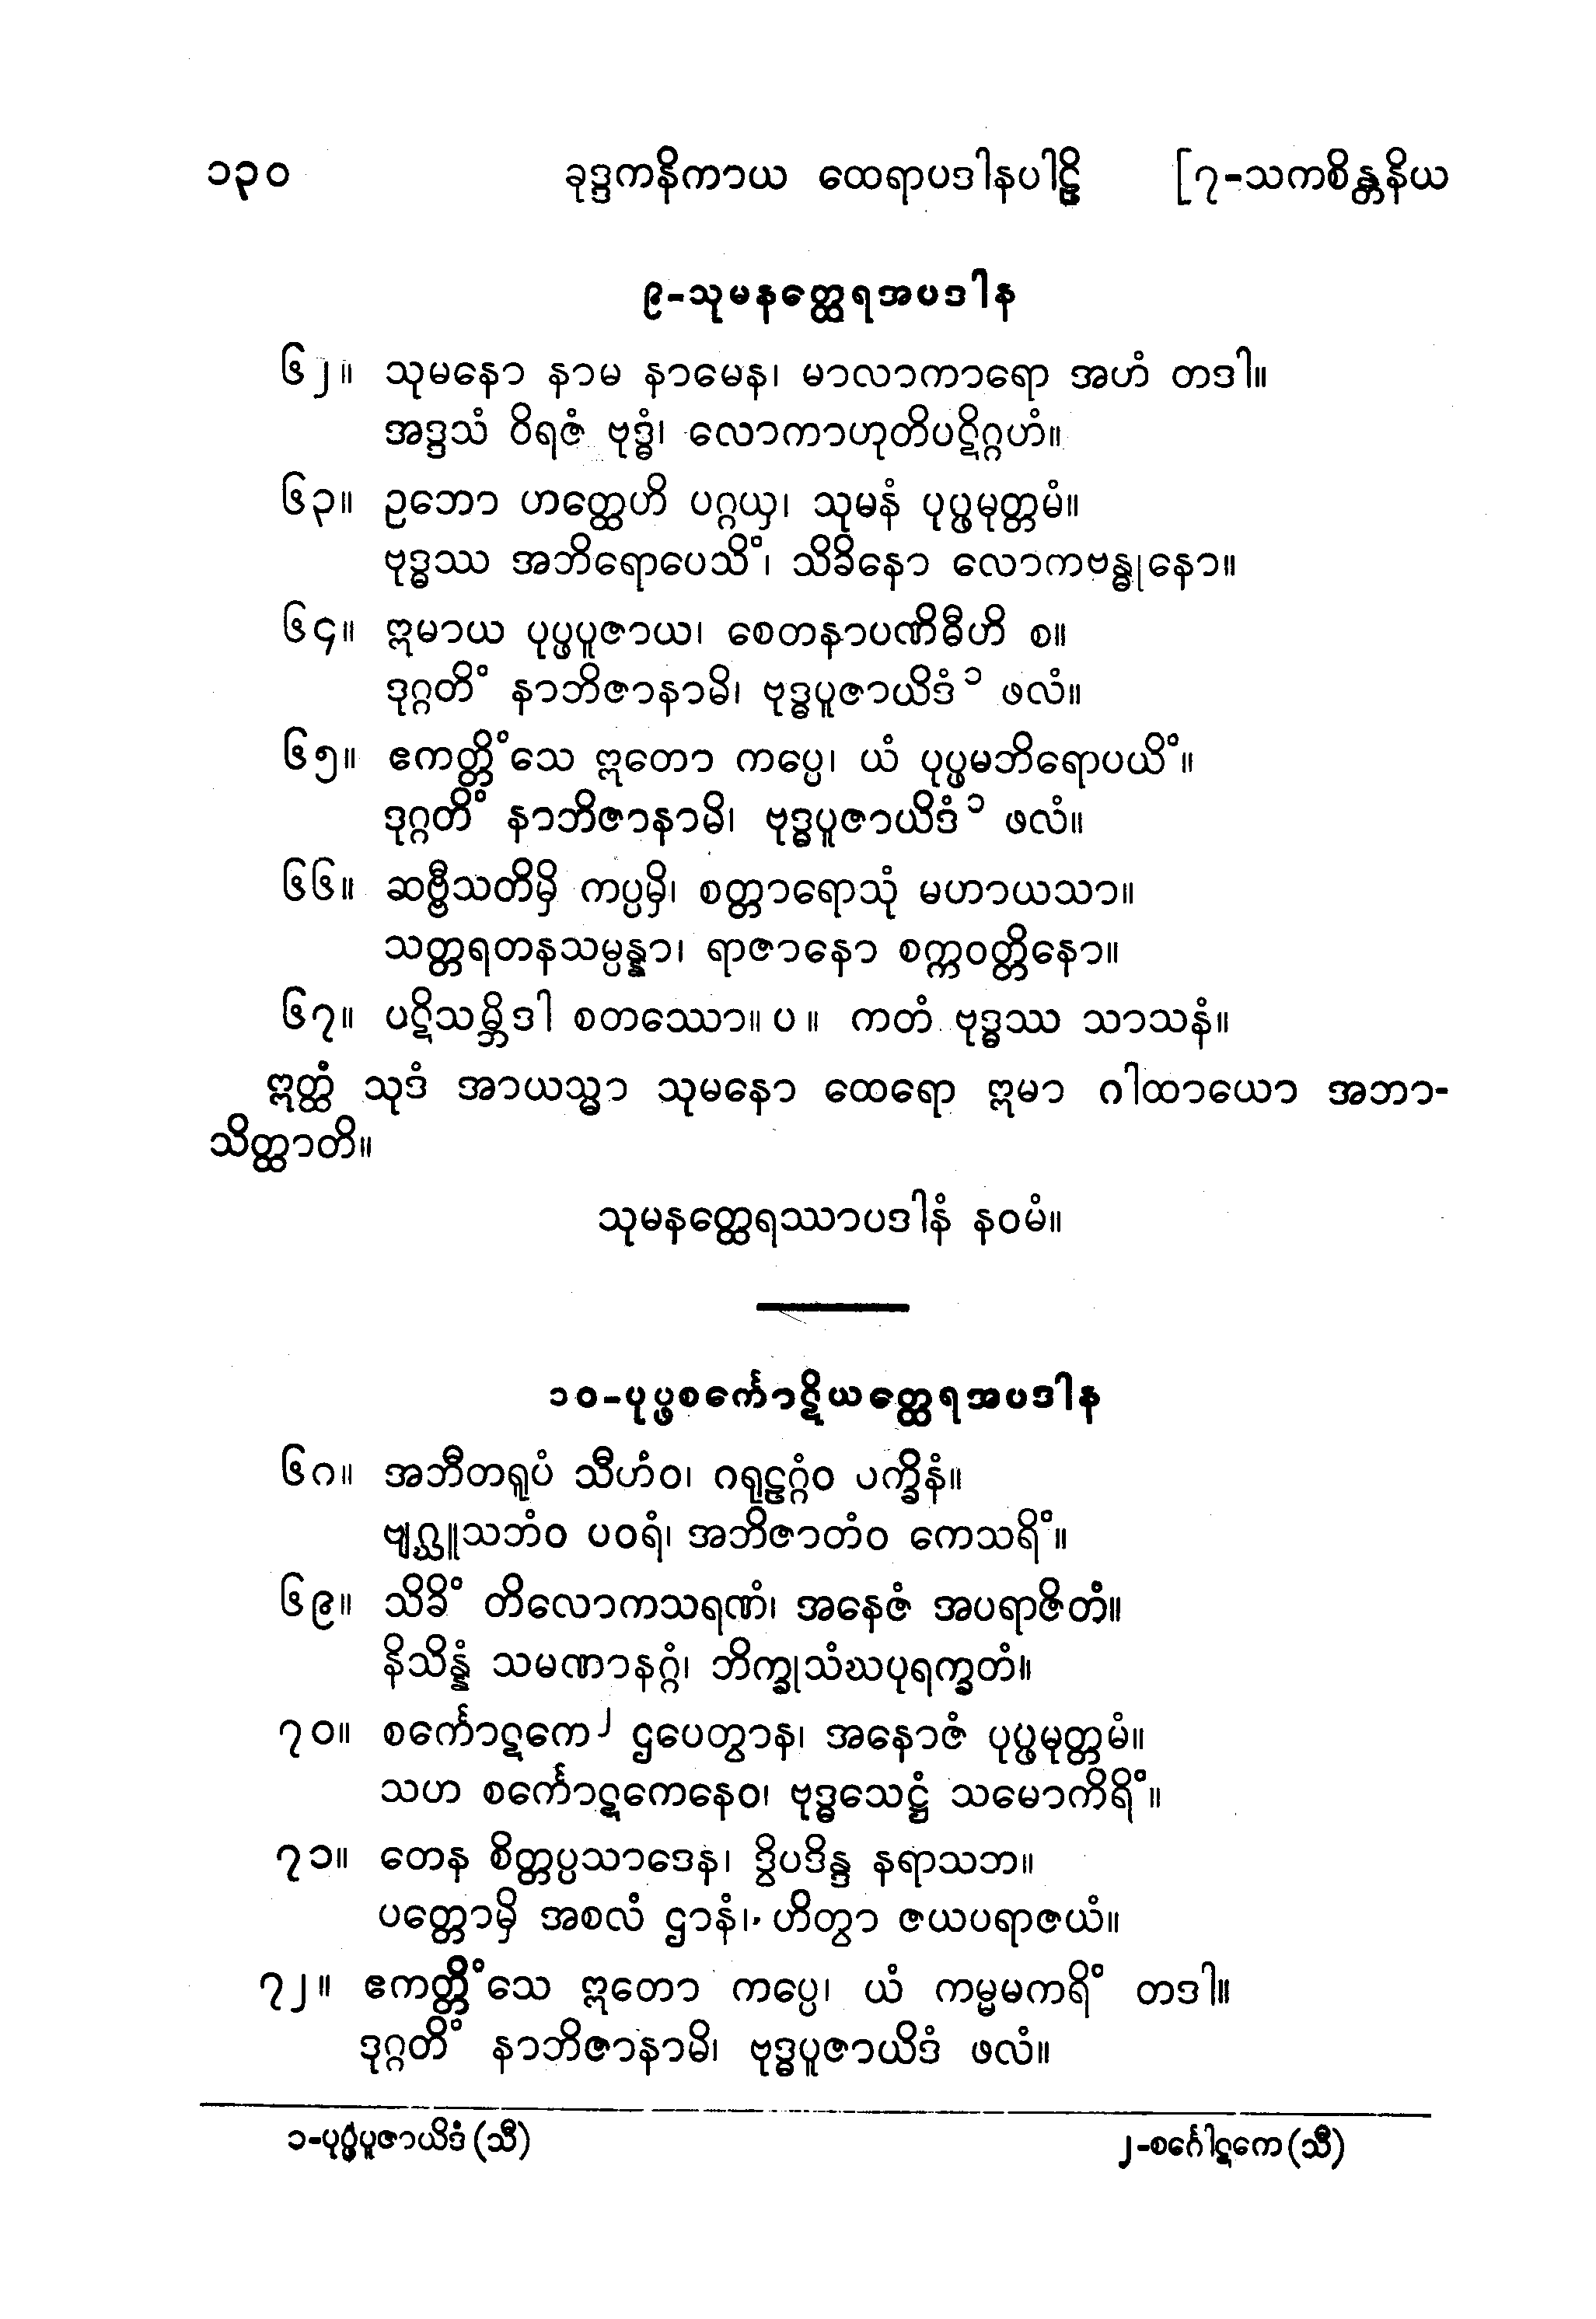 ၁၃၀ ခုဒ္ဒကနိကာယ ထေရာပဒါနပါဠိ [၇-သကစိန္တနိယ
၉-သုမနတ္ထေရအပဒါန
၆၂။ သုမနော နာမ နာမေန၊ မာလာကာရော အဟံ တဒါ။
အဒ္ဒသံ ဝိရဇံ ဗုဒ္ဓံ၊ လောကာဟုတိပဋိဂ္ဂဟံ။
၆၃။ ဥဘော ဟတ္ထေဟိ ပဂ္ဂယှ၊ သုမနံ ပုပ္ဖမုတ္တမံ။
ဗုဒ္ဓဿ အဘိရောပေသိံ၊ သိခိနော လောကဗန္ဓုနော။
၆၄။ ဣမာယ ပုပ္ဖပူဇာယ၊ စေတနာပဏိဓီဟိ စ။
ဒုဂ္ဂတိံ နာဘိဇာနာမိ၊ ဗုဒ္ဓပူဇာယိဒံ ၁ ဖလံ။
၆၅။ ဧကတ္တိံသေ ဣတော ကပ္ပေ၊ ယံ ပုပ္ဖမဘိရောပယိံ။
ဒုဂ္ဂတိံ နာဘိဇာနာမိ၊ ဗုဒ္ဓပူဇာယိဒံ ၁ ဖလံ။
၆၆။ ဆဗ္ဗီသတိမှိ ကပ္ပမှိ၊ စတ္တာရောသုံ မဟာယသာ။
သတ္တရတနသမ္ပန္နာ၊ ရာဇာနော စက္ကဝတ္တိနော။
၆၇။ ပဋိသမ္ဘိဒါ စတဿော။ ပ ။ ကတံ ဗုဒ္ဓဿ သာသနံ။
ဣတ္ထံ သုဒံ အာယသ္မာ သုမနော ထေရော ဣမာ ဂါထာယော အဘာ-
သိတ္ထာတိ။
သုမနတ္ထေရဿာပဒါနံ နဝမံ။
၁၀-ပုပ္ဖစင်္ကောဋိယတ္ထေရအပဒါန
၆၈။ အဘီတရူပံ သီဟံဝ၊ ဂရုဠဂ္ဂံဝ ပက္ခိနံ။
ဗျဂ္ဃူသဘံဝ ပဝရံ၊ အဘိဇာတံဝ ကေသရိံ။
၆၉။ သိခိံ တိလောကသရဏံ၊ အနေဇံ အပရာဇိတံ။
နိသိန္နံ သမဏာနဂ္ဂံ၊ ဘိက္ခုသံဃပုရက္ခတံ။
၇၀။ စင်္ကောဋကေ ၂ ဌပေတွာန၊ အနောဇံ ပုပ္ဖမုတ္တမံ။
သဟ စင်္ကောဋကေနေဝ၊ ဗုဒ္ဓသေဋ္ဌံ သမောကိရိံ။
၇၁။ တေန စိတ္တပ္ပသာဒေန၊ ဒွိပဒိန္ဒ နရာသဘ။
ပတ္တောမှိ အစလံ ဌာနံ၊ ဟိတွာ ဇယပရာဇယံ။
၇၂။ ဧကတ္တိံသေ ဣတော ကပ္ပေ၊ ယံ ကမ္မမကရိံ တဒါ။
ဒုဂ္ဂတိံ နာဘိဇာနာမိ၊ ဗုဒ္ဓပူဇာယိဒံ ဖလံ။
၁-ပုပ္ဖပူဇာယိဒံ (သီ) ၂-စင်္ဂေါဋကေ (သီ)